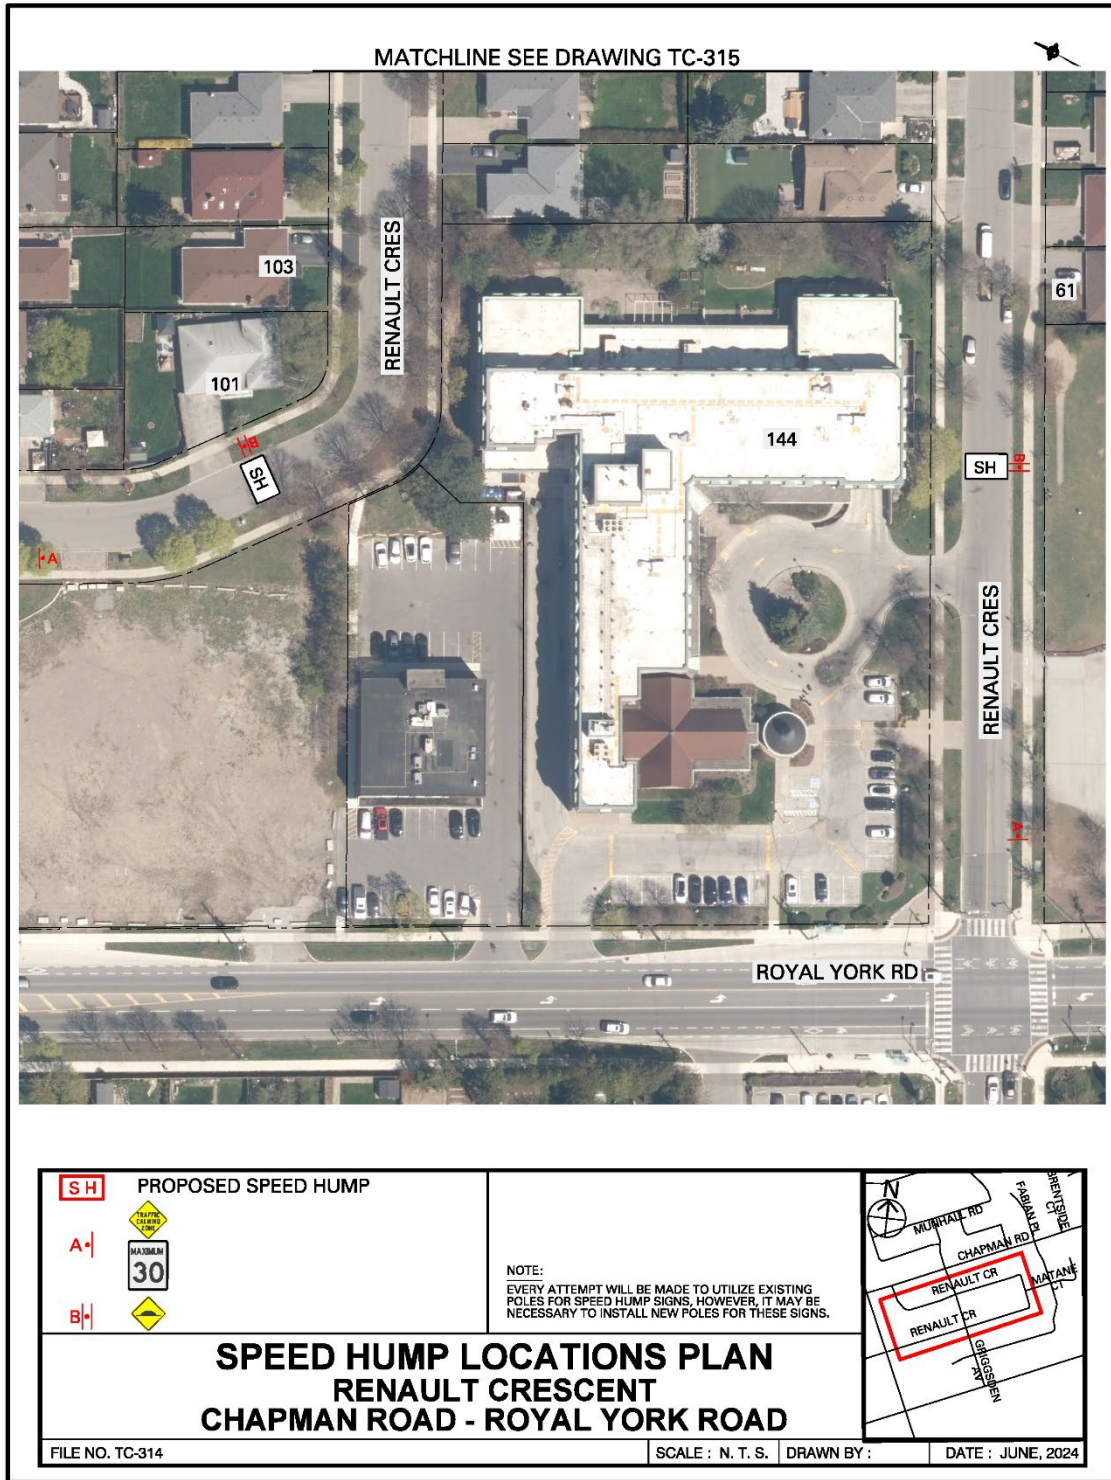 MATCHLINE SEE DRAWING TC-315
RENAULT CRES
103
101
B
SH
A
144
61
SH
B
RENAULT CRES
A
ROYAL YORK RD
SH PROPOSED SPEED HUMP
TRAFFIC
CALMING
ZONE
A
MAXIMUM
30
B
NOTE:
EVERY ATTEMPT WILL BE MADE TO UTILIZE EXISTING
POLES FOR SPEED HUMP SIGNS, HOWEVER, IT MAY BE
NECESSARY TO INSTALL NEW POLES FOR THESE SIGNS.
N
MUNHALL RD
FABIAN PL
BRENTSIDE
CT
CHAPMAN RD
RENAULT CR
MATANE
CT
RENAULT CR
GRIGGSDEN
AV
SPEED HUMP LOCATIONS PLAN
RENAULT CRESCENT
CHAPMAN ROAD - ROYAL YORK ROAD
FILE NO. TC-314
SCALE : N. T. S.
DRAWN BY :
DATE : JUNE, 2024